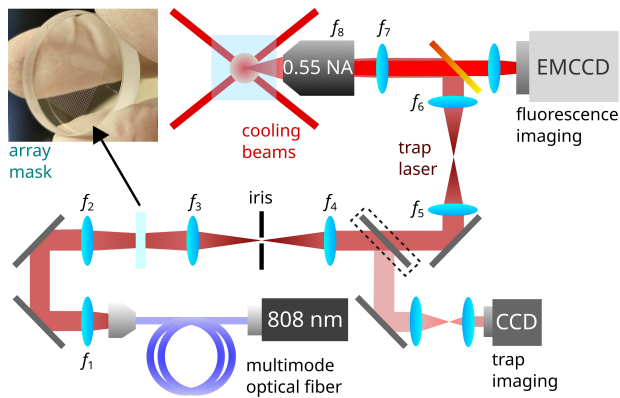 f8
f7
0.55 NA
EMCCD
f6
fluorescence
imaging
array
mask
cooling
beams
trap
laser
f2
f3
iris
f4
f5
f1
808 nm
CCD
multimode
optical fiber
trap
imaging